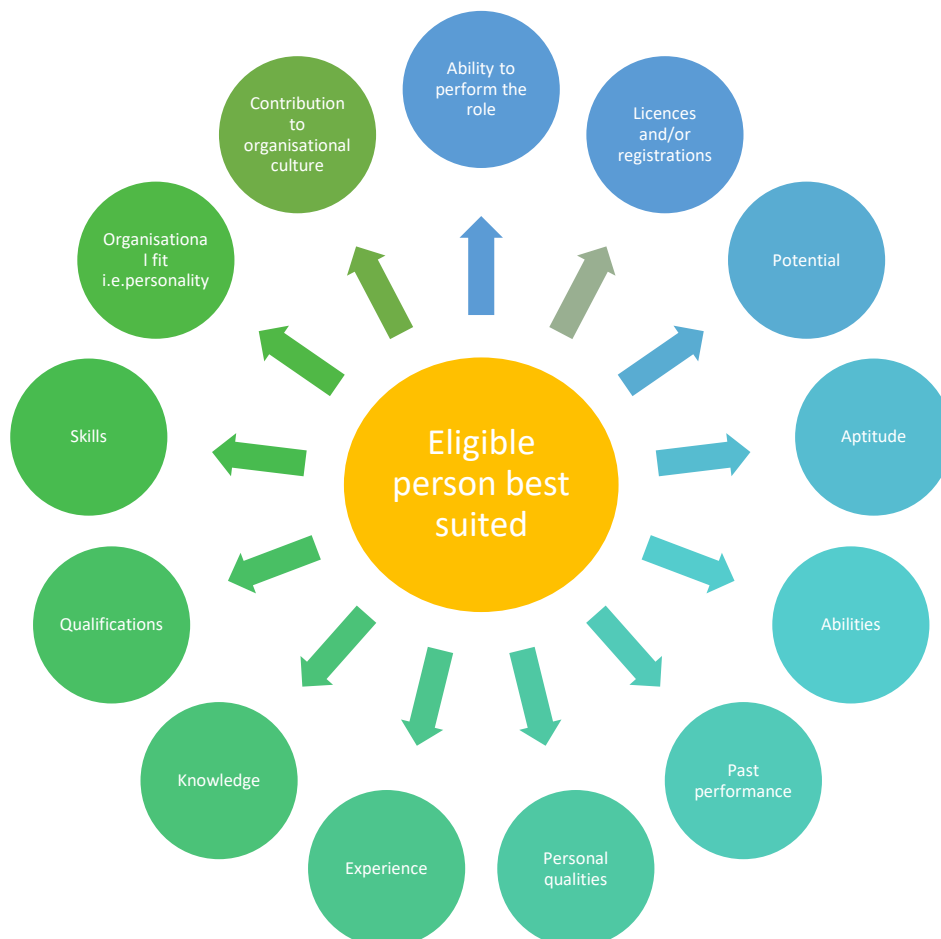 Ability to
perform the
role
Licences
and/or
registrations
Potential
Aptitude
Abilities
Past
performance
Personal
qualities
Experience
Knowledge
Qualifications
Skills
Organisationa
l fit
i.e.personality
Contribution
to
organisational
culture
Eligible
person best
suited